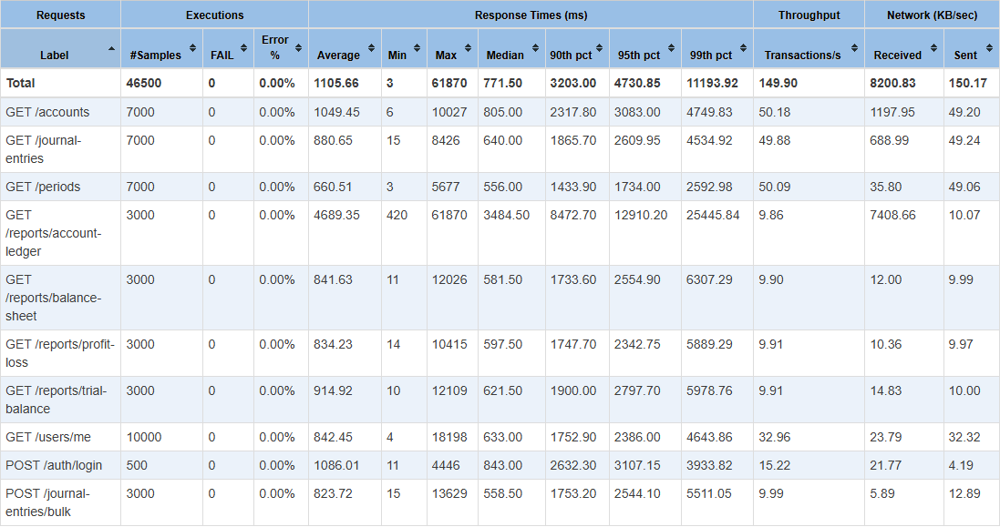 Requests Executions Response Times (ms) Throughput Network (KB/sec)
Label #Samples FAIL Error % Average Min Max Median 90th pct 95th pct 99th pct Transactions/s Received Sent
Total 46500 0 0.00% 1105.66 3 61870 771.50 3203.00 4730.85 11193.92 149.90 8200.83 150.17
GET /accounts 7000 0 0.00% 1049.45 6 10027 805.00 2317.80 3083.00 4749.83 50.18 1197.95 49.20
GET /journal-entries 7000 0 0.00% 880.65 15 8426 640.00 1865.70 2609.95 4534.92 49.88 688.99 49.24
GET /periods 7000 0 0.00% 660.51 3 5677 556.00 1433.90 1734.00 2592.98 50.09 35.80 49.06
GET /reports/account-ledger 3000 0 0.00% 4689.35 420 61870 3484.50 8472.70 12910.20 25445.84 9.86 7408.66 10.07
GET /reports/balance-sheet 3000 0 0.00% 841.63 11 12026 581.50 1733.60 2554.90 6307.29 9.90 12.00 9.99
GET /reports/profit-loss 3000 0 0.00% 834.23 14 10415 597.50 1747.70 2342.75 5889.29 9.91 10.36 9.97
GET /reports/trial-balance 3000 0 0.00% 914.92 10 12109 621.50 1900.00 2797.70 5978.76 9.91 14.83 10.00
GET /users/me 10000 0 0.00% 842.45 4 18198 633.00 1752.90 2386.00 4643.86 32.96 23.79 32.32
POST /auth/login 500 0 0.00% 1086.01 11 4446 843.00 2632.30 3107.15 3933.82 15.22 21.77 4.19
POST /journal-entries/bulk 3000 0 0.00% 823.72 15 13629 558.50 1753.20 2544.10 5511.05 9.99 5.89 12.89